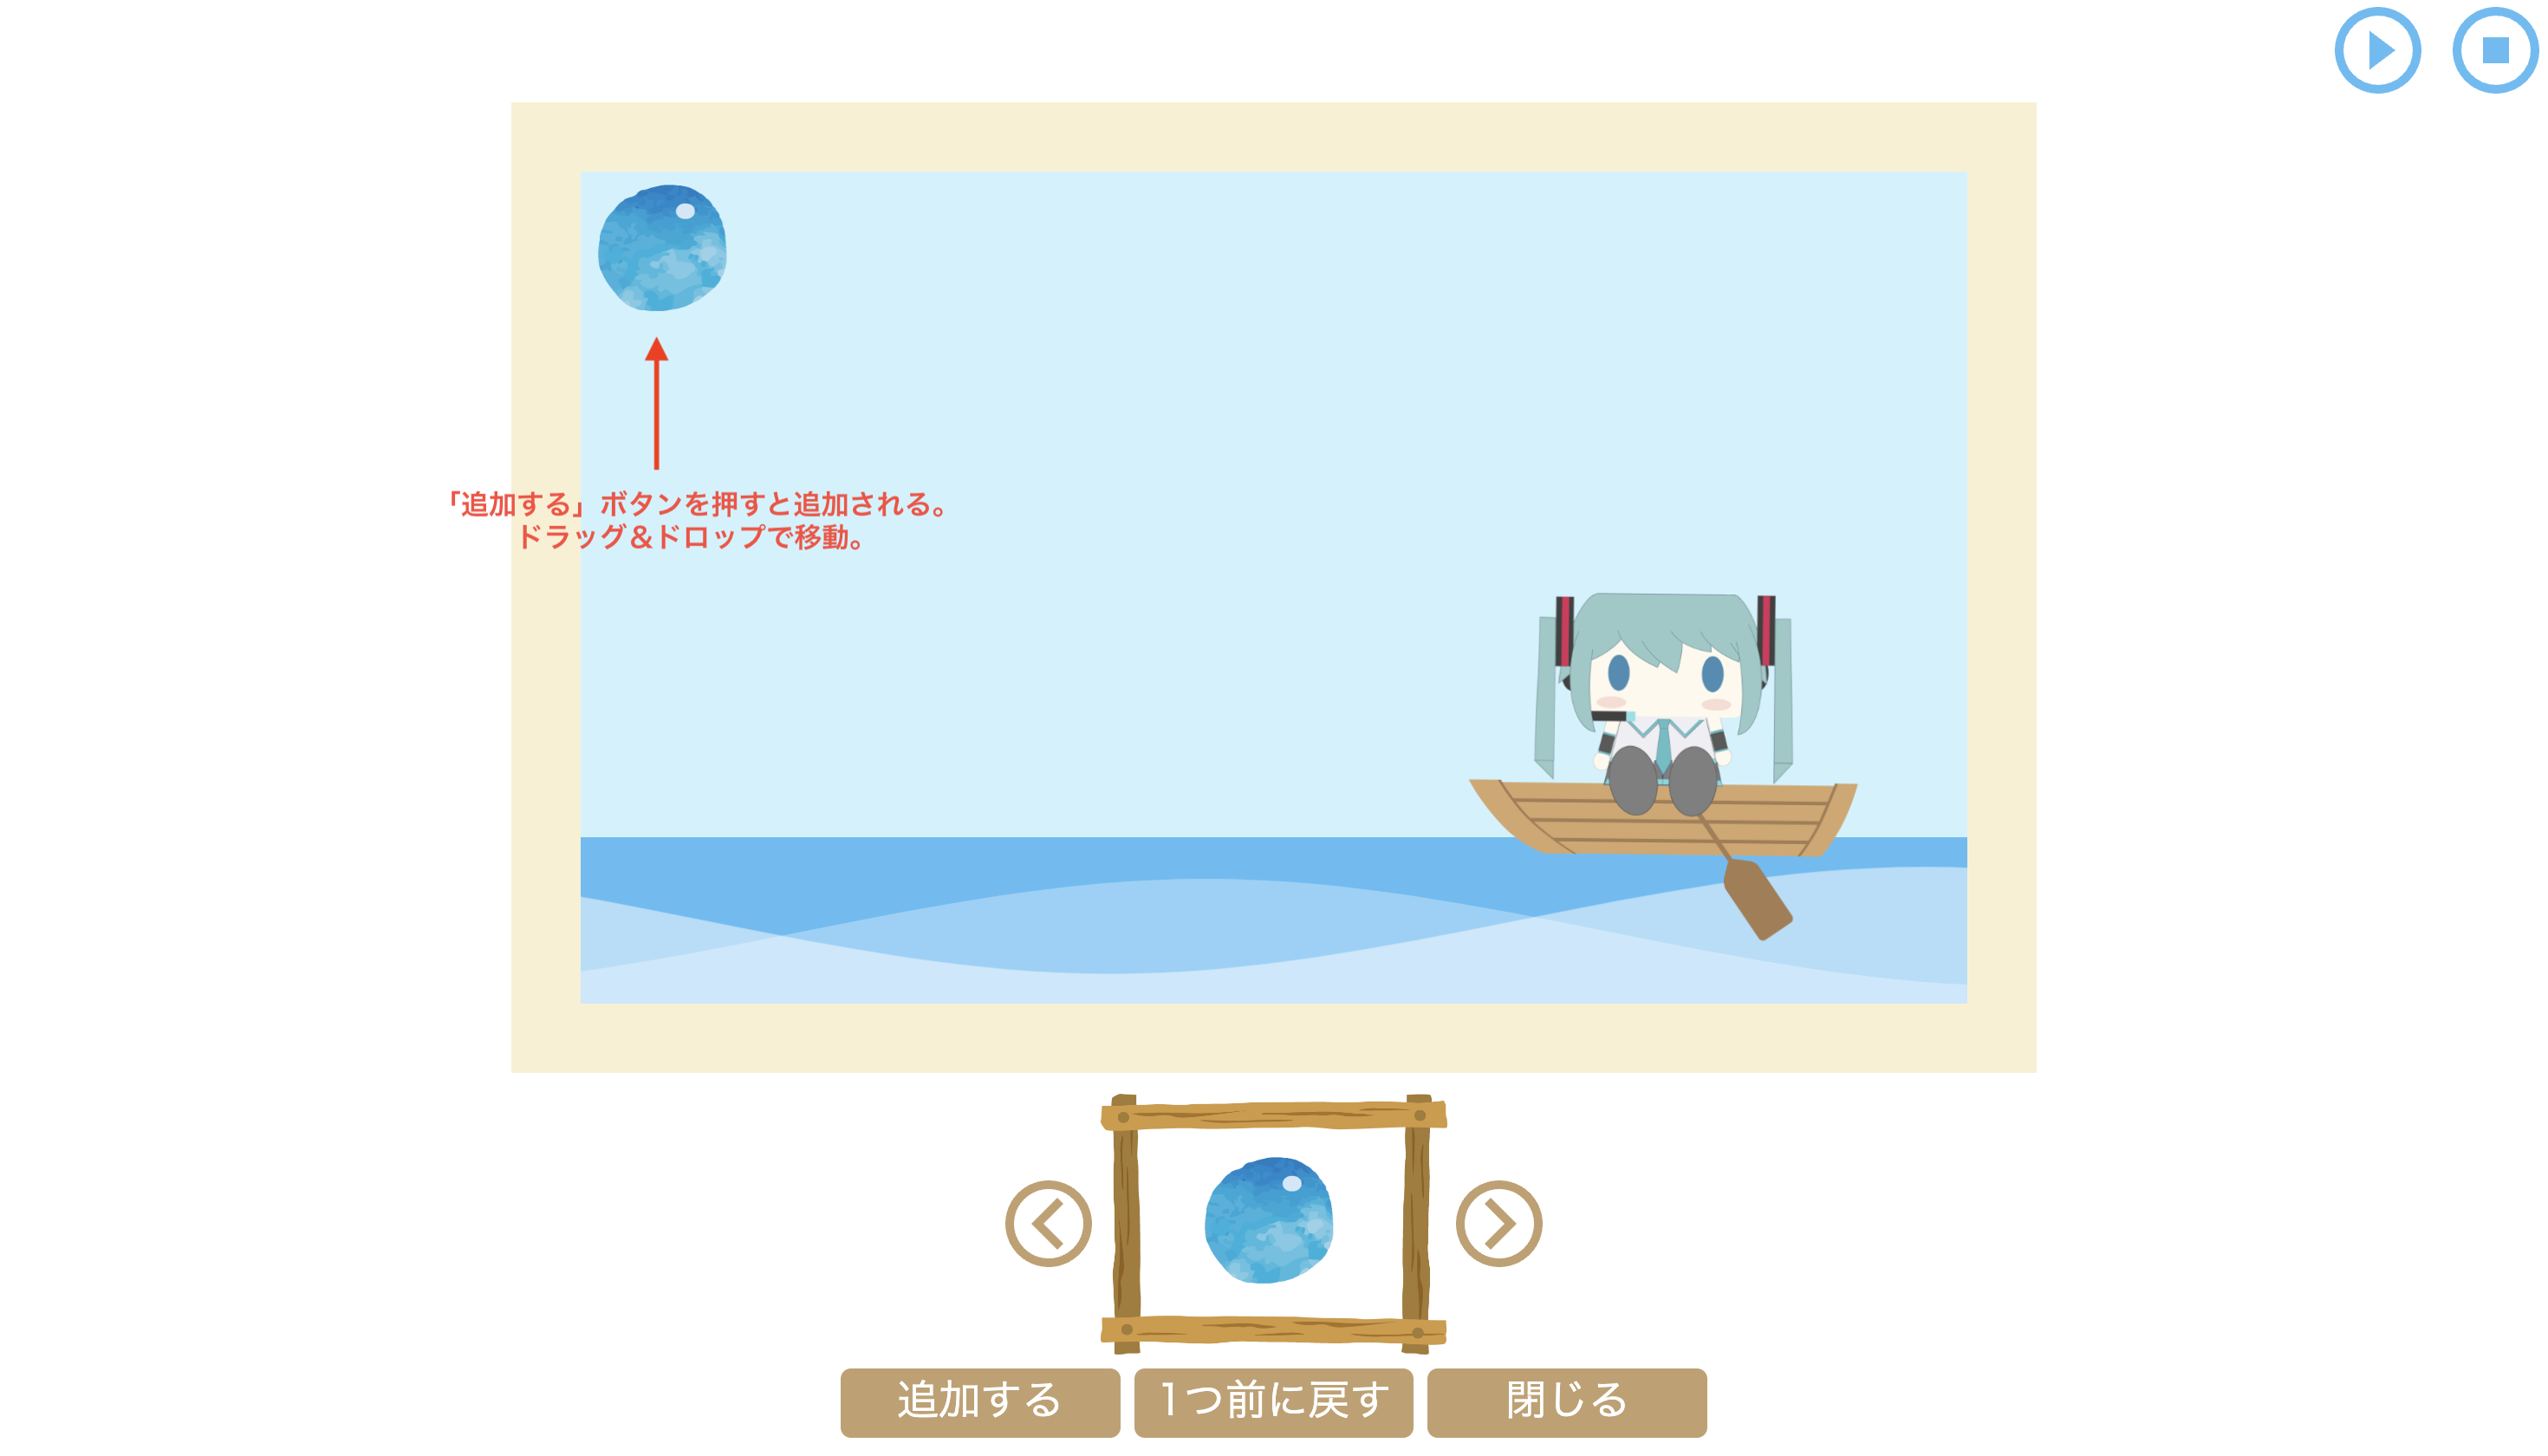 「追加する」ボタンを押すと追加される。
ドラッグ＆ドロップで移動。
追加する
1つ前に戻す
閉じる